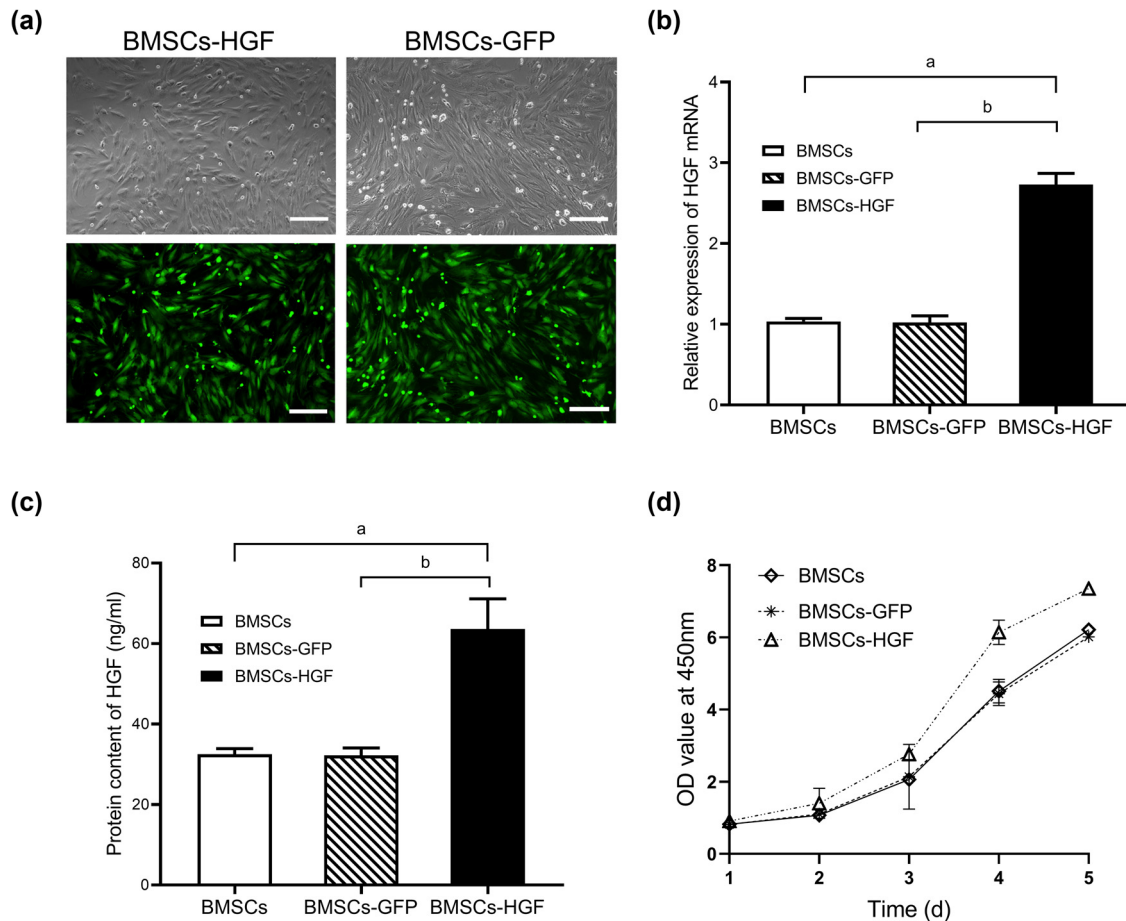 (a)
BMSCs-HGF
BMSCs-GFP
(b)
Relative expression of HGF mRNA
4
3
2
1
0
a
b
BMSCs
BMSCs-GFP
BMSCs-HGF
BMSCs
BMSCs-GFP
BMSCs-HGF
(c)
Protein content of HGF (ng/ml)
80
60
40
20
0
a
b
BMSCs
BMSCs-GFP
BMSCs-HGF
BMSCs
BMSCs-GFP
BMSCs-HGF
(d)
OD value at 450nm
8
6
4
2
0
BMSCs
BMSCs-GFP
BMSCs-HGF
1 2 3 4 5
Time (d)